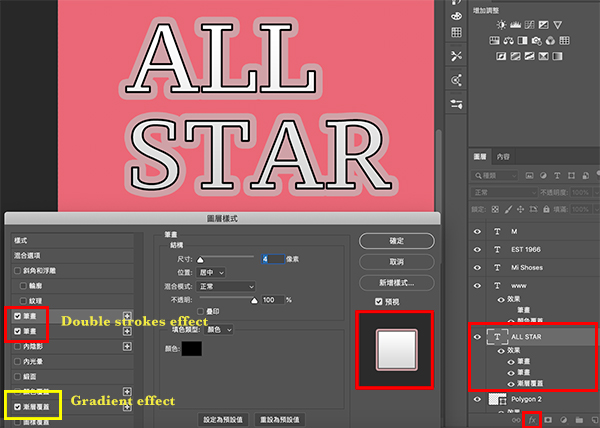 ALL
STAR
增加調整
圖層 內容
種類
正常 不透明度: 100%
鎖定: 填滿: 100%
M
EST 1966
Mi Shoses
www
效果
筆畫
顏色覆蓋
ALL STAR
效果
筆畫
筆畫
漸層覆蓋
Polygon 2
效果
fx
圖層樣式
樣式
混合選項
斜角和浮雕
輪廓
紋理
筆畫
筆畫
內陰影
內光暈
緞面
顏色覆蓋
漸層覆蓋
圖樣覆蓋
Double strokes effect
Gradient effect
筆畫
結構
尺寸: 4 像素
位置: 居中
混合模式: 正常
不透明: 100 %
疊印
填色類型: 顏色
顏色:
設定為預設值 重設為預設值
確定
取消
新增樣式...
預視